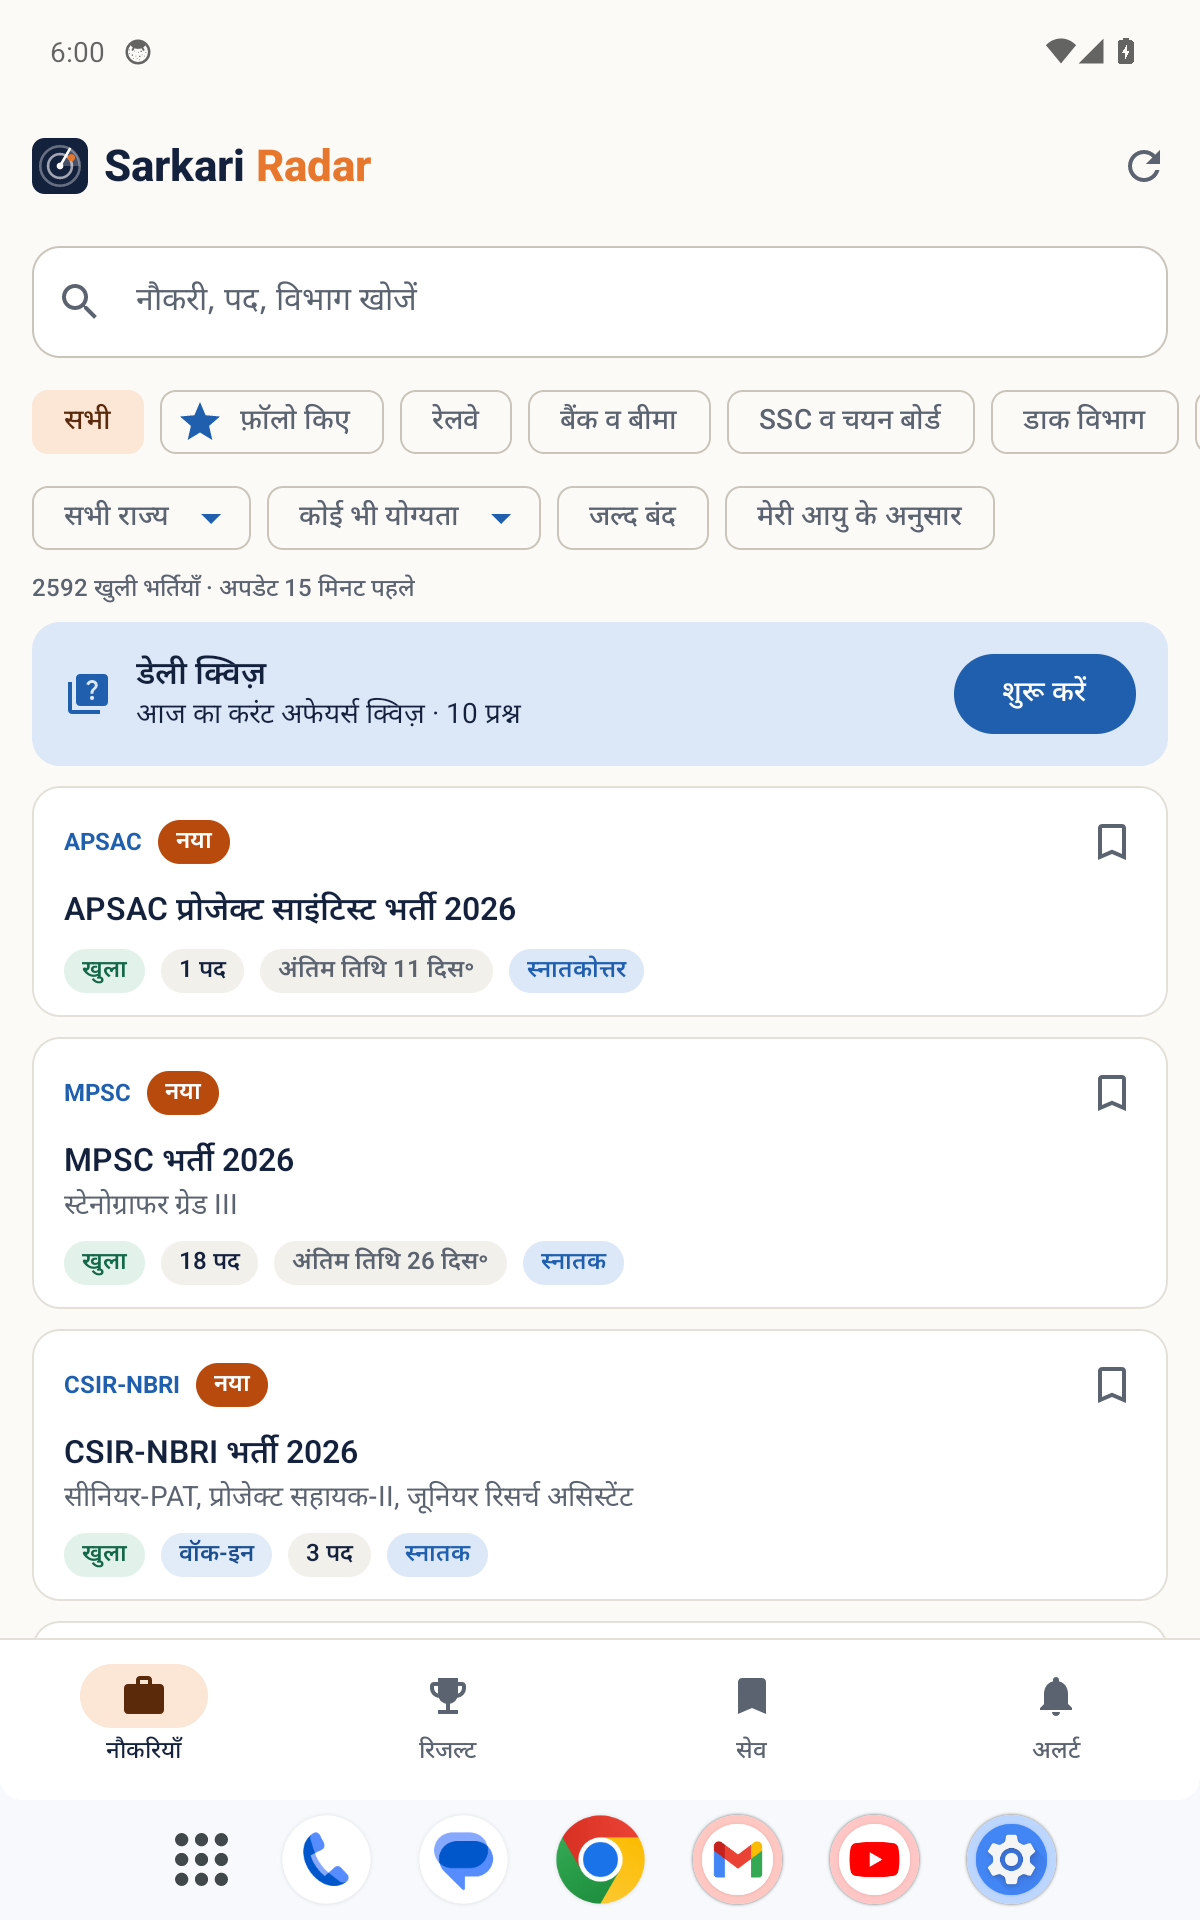 6:00
Sarkari Radar
नौकरी, पद, विभाग खोजें
सभी
फ़ॉलो किए
रेलवे
बैंक व बीमा
SSC व चयन बोर्ड
डाक विभाग
सभी राज्य
कोई भी योग्यता
जल्द बंद
मेरी आयु के अनुसार
2592 खुली भर्तियाँ · अपडेट 15 मिनट पहले
डेली क्विज़
आज का करंट अफेयर्स क्विज़ · 10 प्रश्न
शुरू करें
APSAC नया
APSAC प्रोजेक्ट साइंटिस्ट भर्ती 2026
खुला 1 पद अंतिम तिथि 11 दिस॰ स्नातकोत्तर
MPSC नया
MPSC भर्ती 2026
स्टेनोग्राफर ग्रेड III
खुला 18 पद अंतिम तिथि 26 दिस॰ स्नातक
CSIR-NBRI नया
CSIR-NBRI भर्ती 2026
सीनियर-PAT, प्रोजेक्ट सहायक-II, जूनियर रिसर्च असिस्टेंट
खुला वॉक-इन 3 पद स्नातक
नौकरियाँ
रिजल्ट
सेव
अलर्ट